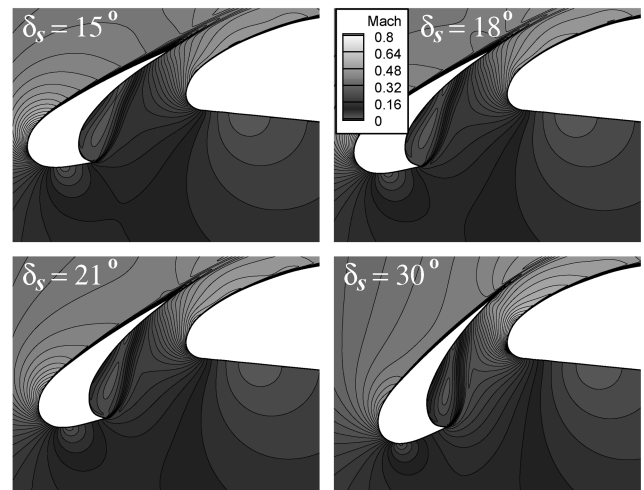 δs = 15°
Mach
0.8
0.64
0.48
0.32
0.16
0
δs = 18°
δs = 21°
δs = 30°